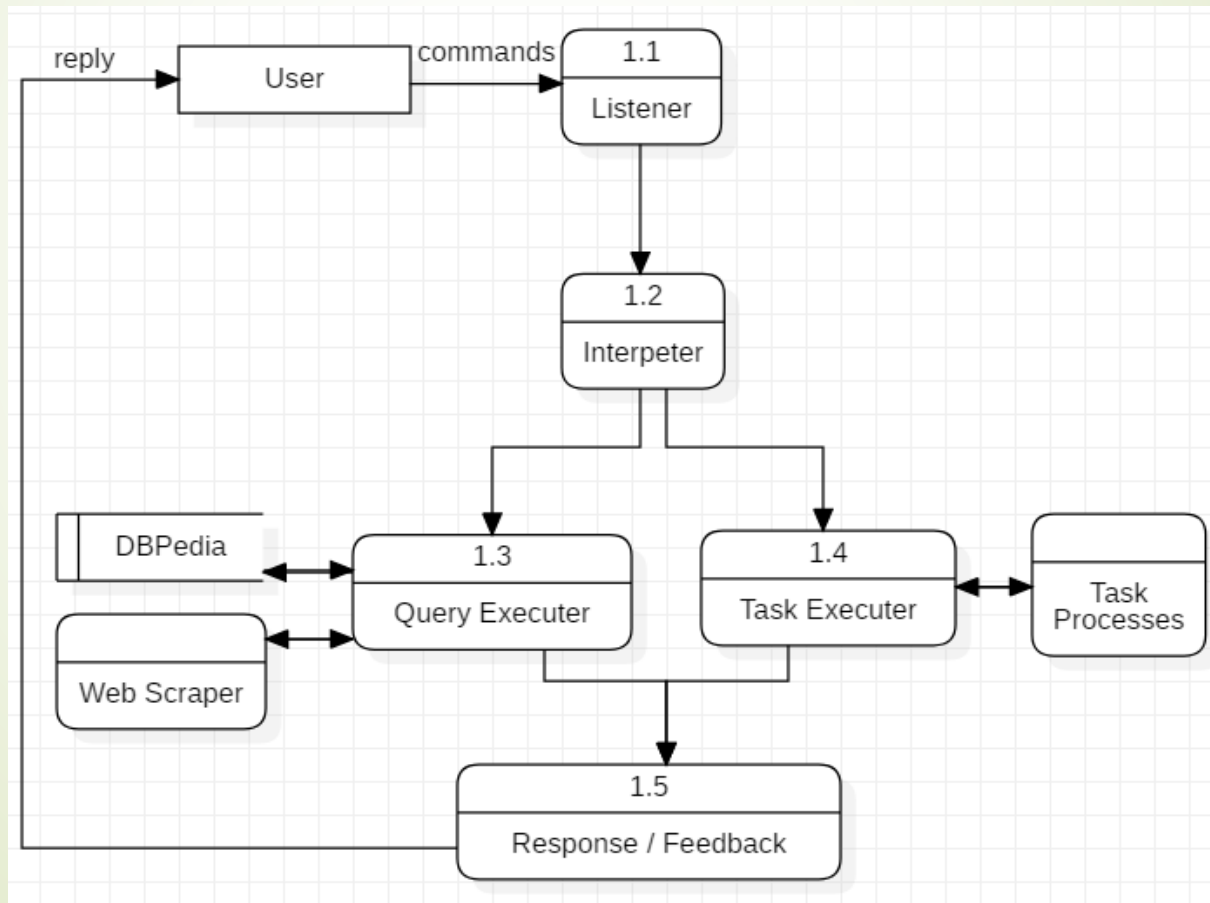 reply
User
commands
1.1
Listener
1.2
Interpeter
DBPedia
1.3
Query Executer
1.4
Task Executer
Task
Processes
Web Scraper
1.5
Response / Feedback